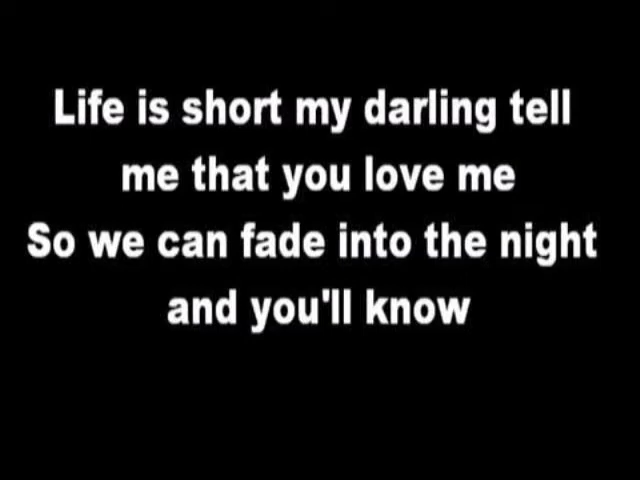 Life is short my darling tell
me that you love me
So we can fade into the night
and you'll know